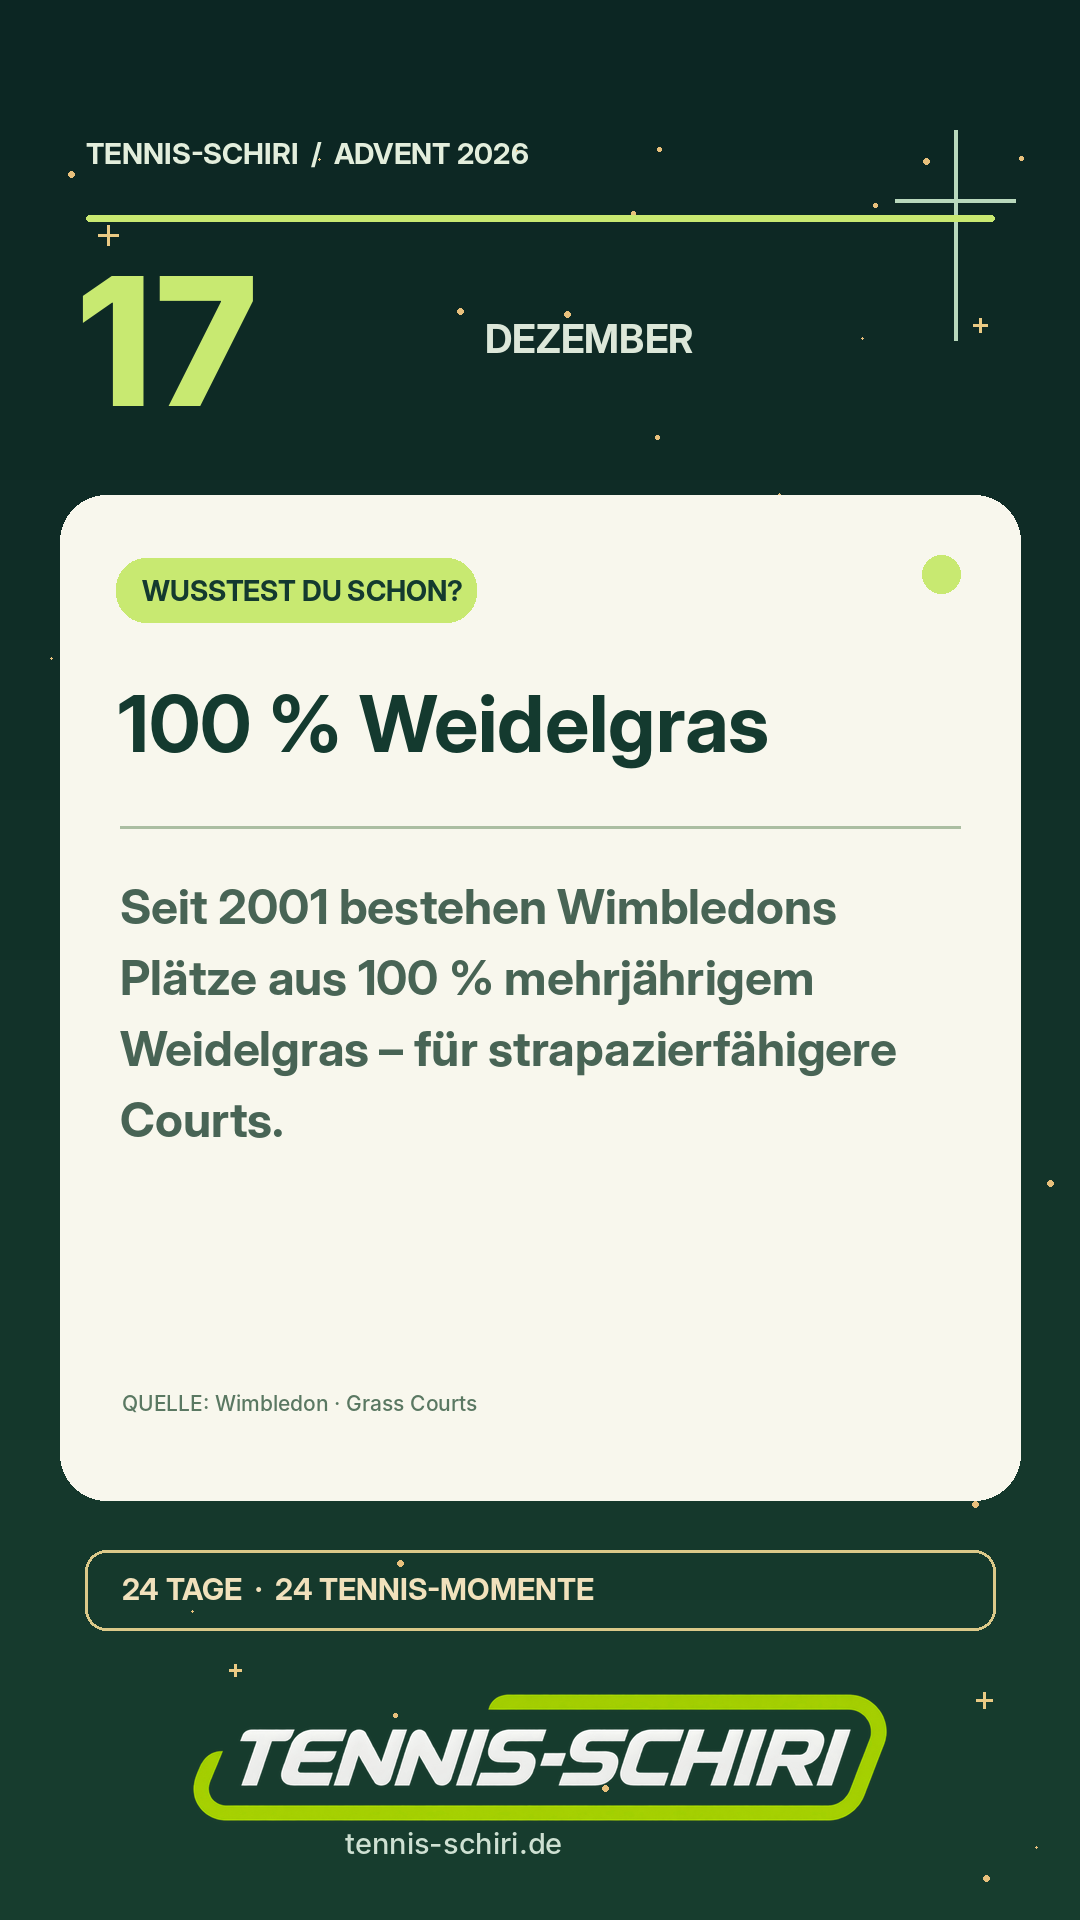 TENNIS-SCHIRI / ADVENT 2026
17
DEZEMBER
WUSSTEST DU SCHON?
100 % Weidelgras
Seit 2001 bestehen Wimbledons
Plätze aus 100 % mehrjährigem
Weidelgras – für strapazierfähigere
Courts.
QUELLE: Wimbledon · Grass Courts
24 TAGE · 24 TENNIS-MOMENTE
TENNIS-SCHIRI
tennis-schiri.de